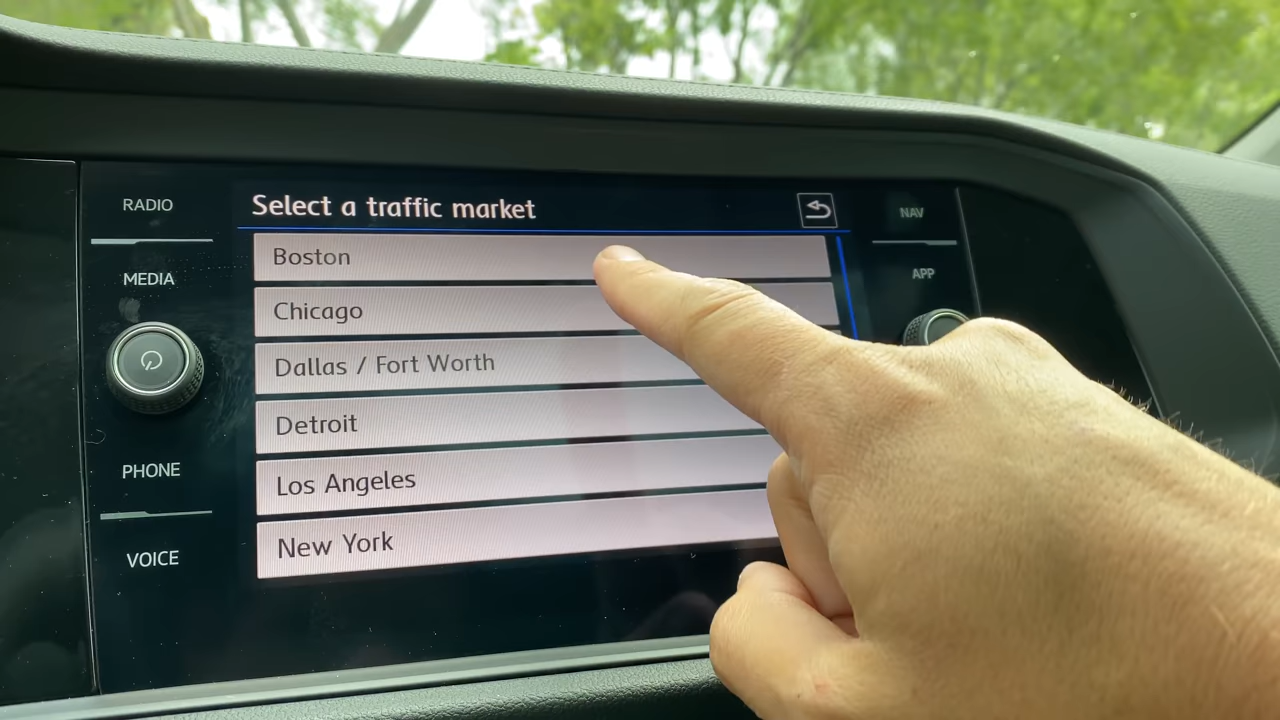 RADIO
MEDIA
PHONE
VOICE
Select a traffic market
Boston
Chicago
Dallas / Fort Worth
Detroit
Los Angeles
New York
NAV
APP